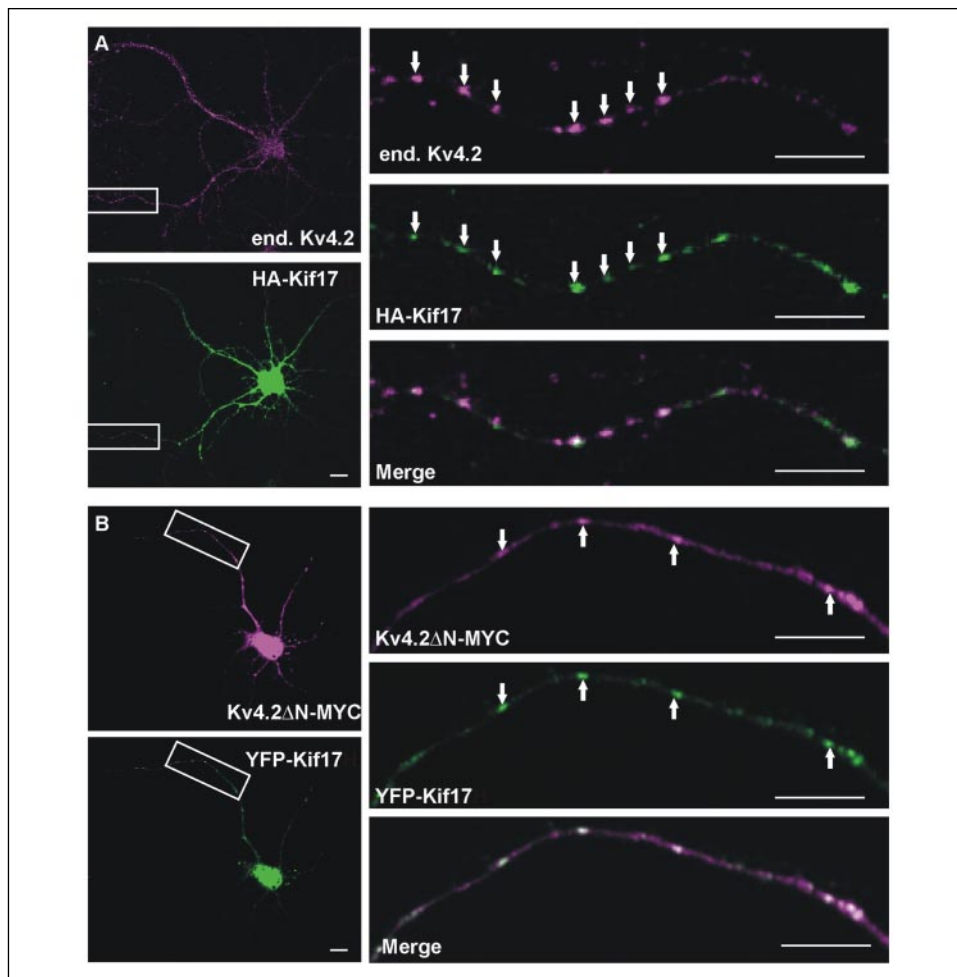 A
end. Kv4.2
end. Kv4.2
HA-Kif17
HA-Kif17
Merge
B
Kv4.2ΔN-MYC
Kv4.2ΔN-MYC
YFP-Kif17
YFP-Kif17
Merge